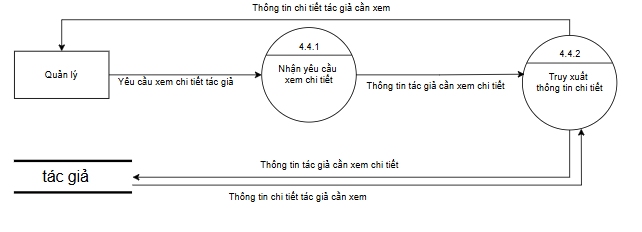 Thông tin chi tiết tác giả cần xem
4.4.1
4.4.2
Quản lý
Nhận yêu cầu
xem chi tiết
Truy xuất
thông tin chi tiết
Yêu cầu xem chi tiết tác giả
Thông tin tác giả cần xem chi tiết
Thông tin tác giả cần xem chi tiết
tác giả
Thông tin chi tiết tác giả cần xem